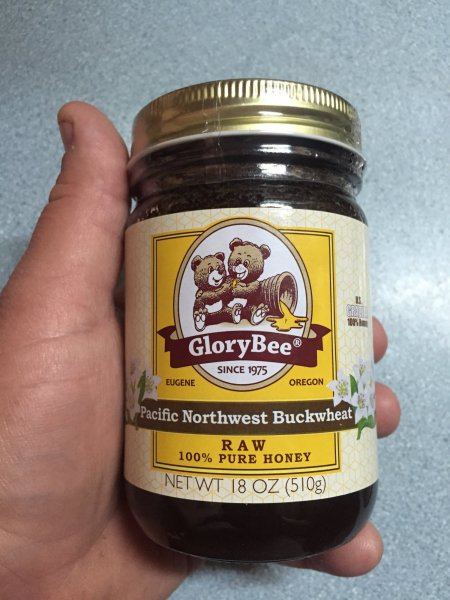 GloryBee®
SINCE 1975
EUGENE OREGON
Pacific Northwest Buckwheat
RAW
100% PURE HONEY
NET WT 18 OZ (510g)
U.S.